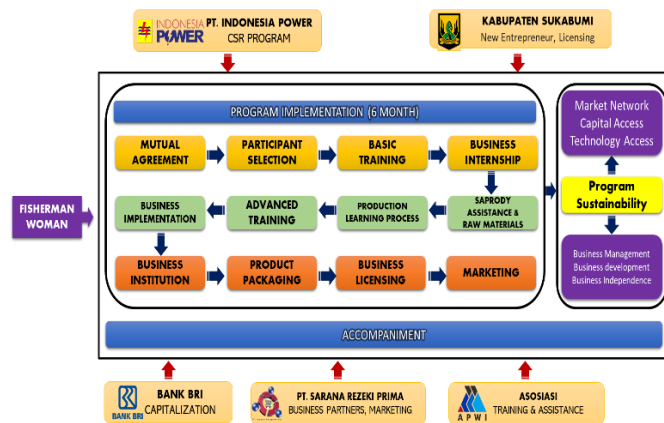 INDONESIA
POWER
PT. INDONESIA POWER
CSR PROGRAM
KABUPATEN SUKABUMI
New Entrepreneur, Licensing
PROGRAM IMPLEMENTATION (6 MONTH)
MUTUAL
AGREEMENT
PARTICIPANT
SELECTION
BASIC
TRAINING
BUSINESS
INTERNSHIP
BUSINESS
IMPLEMENTATION
ADVANCED
TRAINING
PRODUCTION
LEARNING PROCESS
SAPRODY
ASSISTANCE &
RAW MATERIALS
BUSINESS
INSTITUTION
PRODUCT
PACKAGING
BUSINESS
LICENSING
MARKETING
FISHERMAN
WOMAN
Market Network
Capital Access
Technology Access
Program
Sustainability
Business Management
Business development
Business Independence
ACCOMPANIMENT
BANK BRI
BANK BRI
CAPITALIZATION
PT. SARANA REZEKI PRIMA
BUSINESS PARTNERS, MARKETING
APWI
ASOSIASI
TRAINING & ASSISTANCE